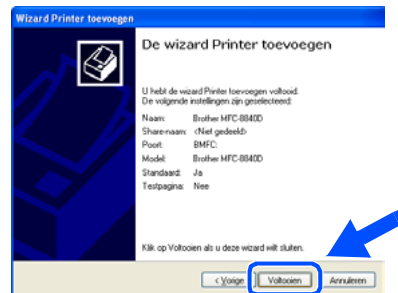 Wizard Printer toevoegen
De wizard Printer toevoegen
U hebt de wizard Printer toevoegen voltooid.
De volgende instellingen zijn geselecteerd:
Naam: Brother MFC-8840D
Share-naam: <Niet gedeeld>
Poort: BMFC:
Model: Brother MFC-8840D
Standaard: Ja
Testpagina: Nee
Klik op Voltooien als u deze wizard wilt sluiten.
< Vorige Voltooien Annuleren